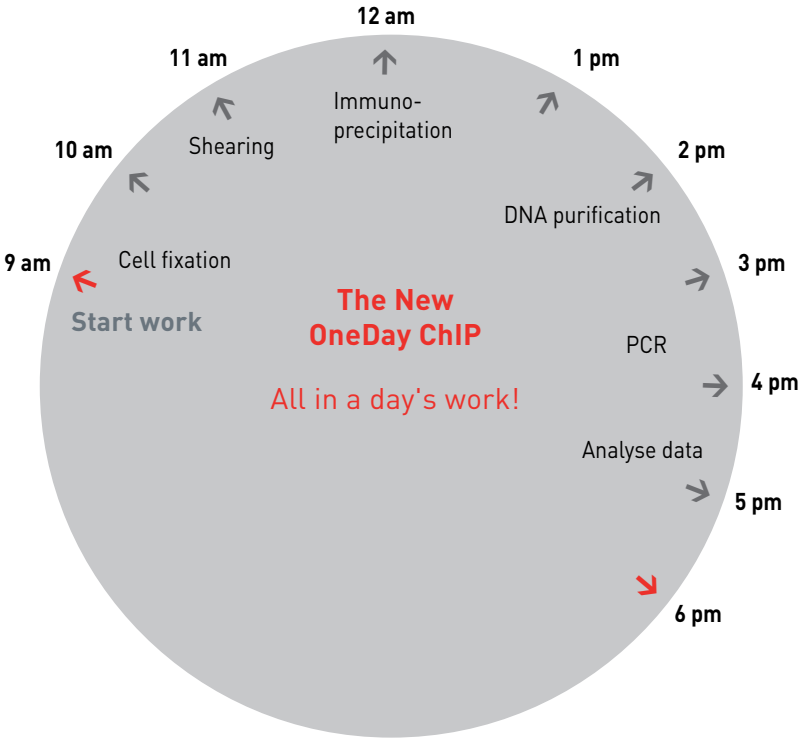 12 am
11 am
1 pm
Immuno-
precipitation
Shearing
10 am
2 pm
DNA purification
9 am
Cell fixation
3 pm
Start work
The New
OneDay ChIP
PCR
4 pm
All in a day's work!
Analyse data
5 pm
6 pm